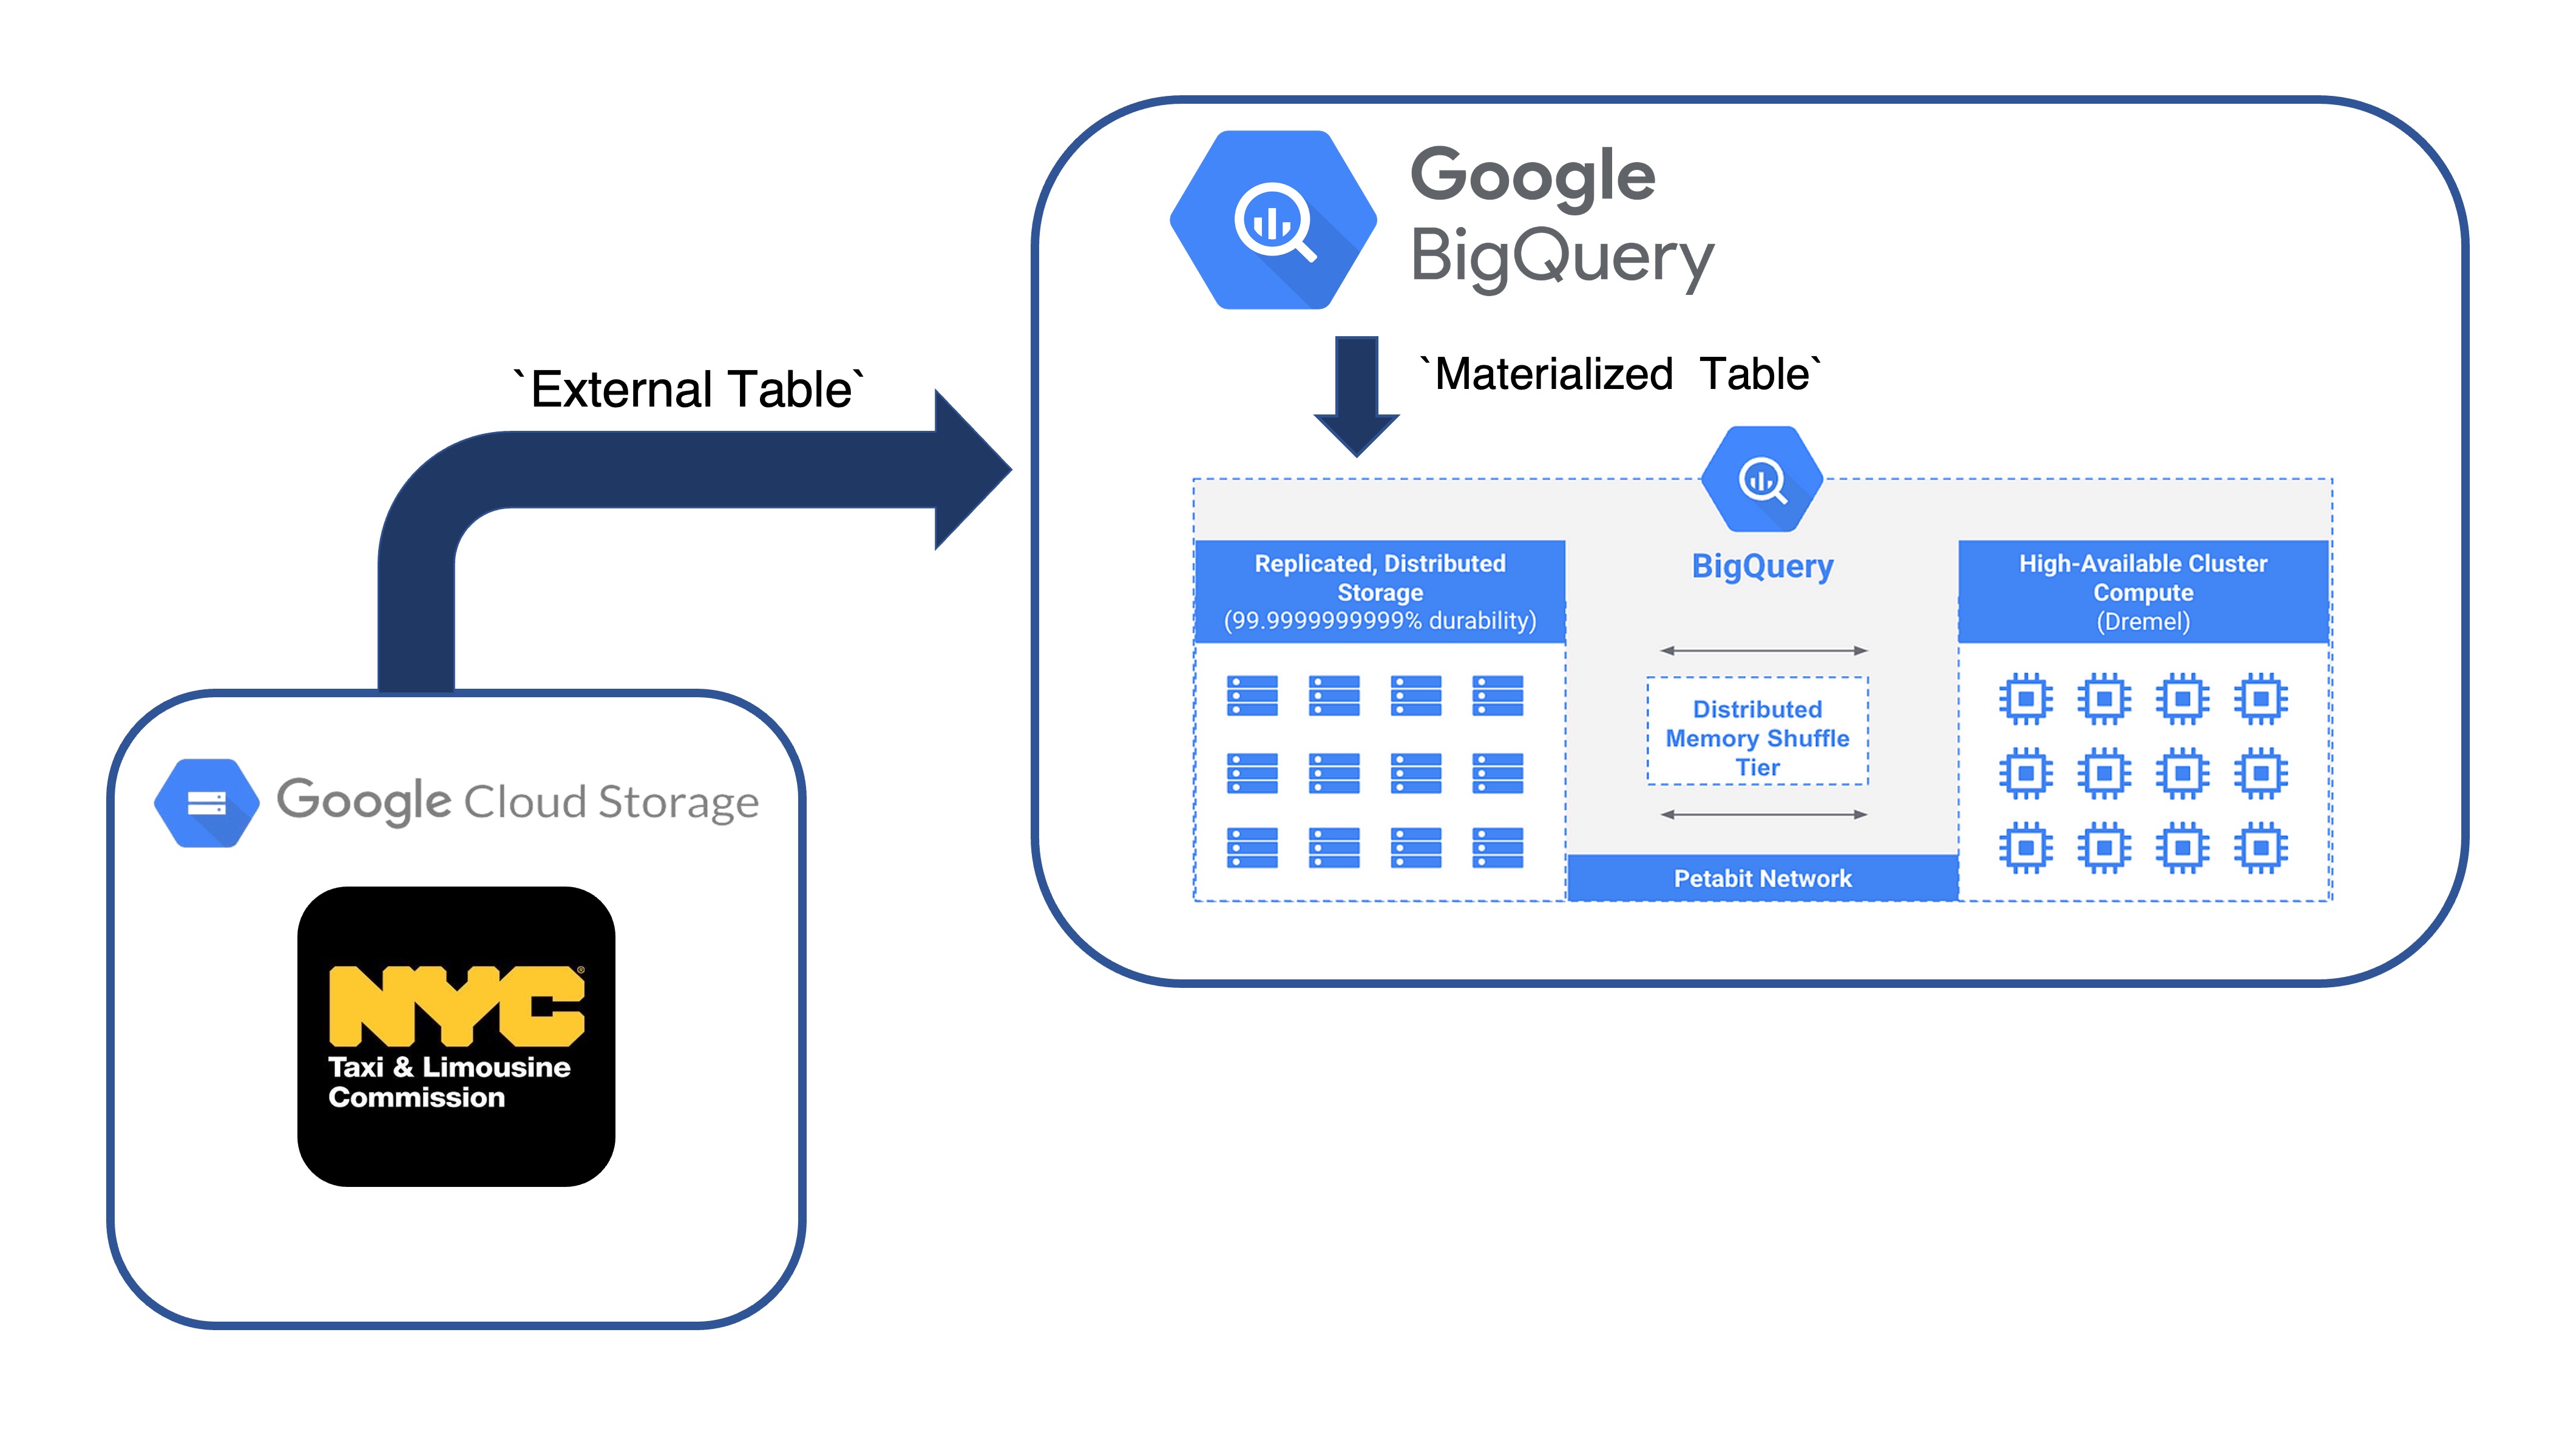 Google
BigQuery
`External Table`
`Materialized Table`
Replicated, Distributed
Storage
(99.9999999999% durability)
BigQuery
Distributed
Memory Shuffle
Tier
Petabit Network
High-Available Cluster
Compute
(Dremel)
Google Cloud Storage
NYC®
Taxi & Limousine
Commission